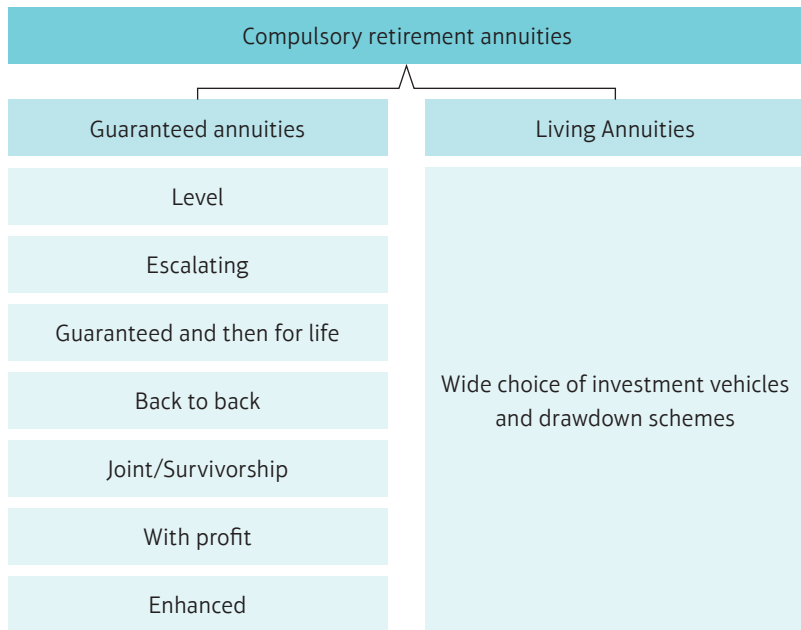 Compulsory retirement annuities
Guaranteed annuities
Level
Escalating
Guaranteed and then for life
Back to back
Joint/Survivorship
With profit
Enhanced
Living Annuities
Wide choice of investment vehicles
and drawdown schemes